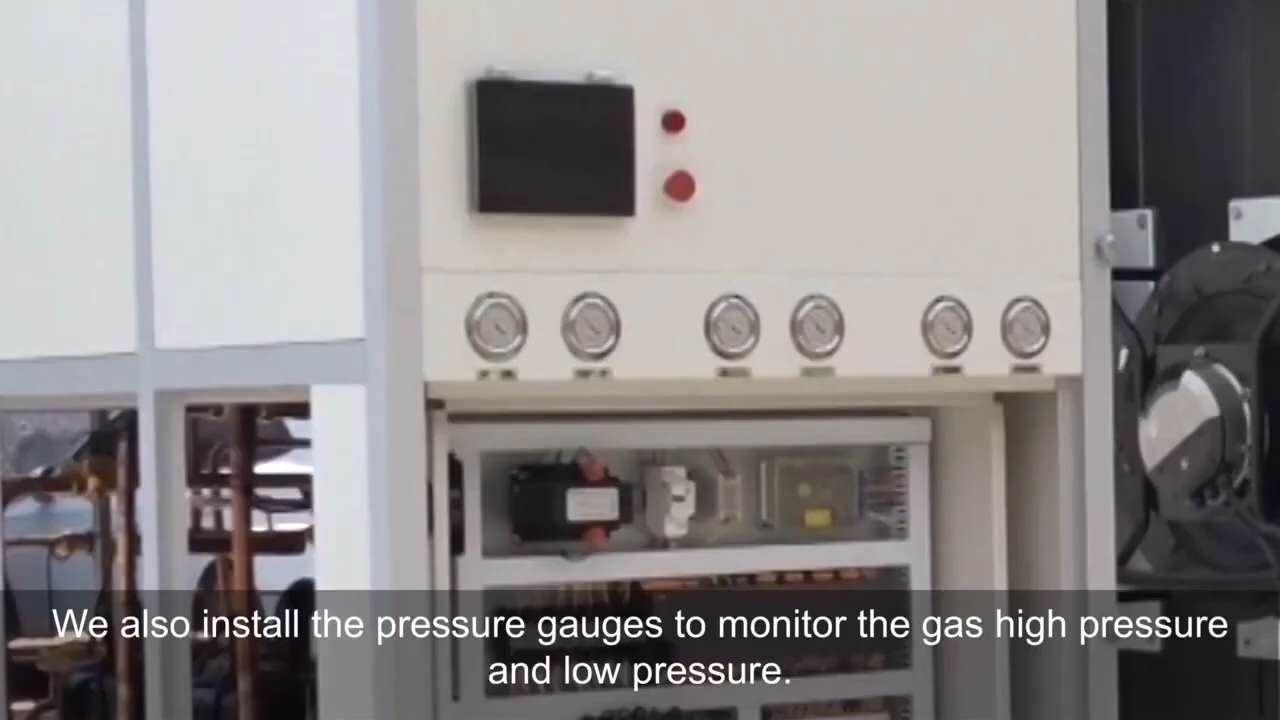 We also install the pressure gauges to monitor the gas high pressure
and low pressure.